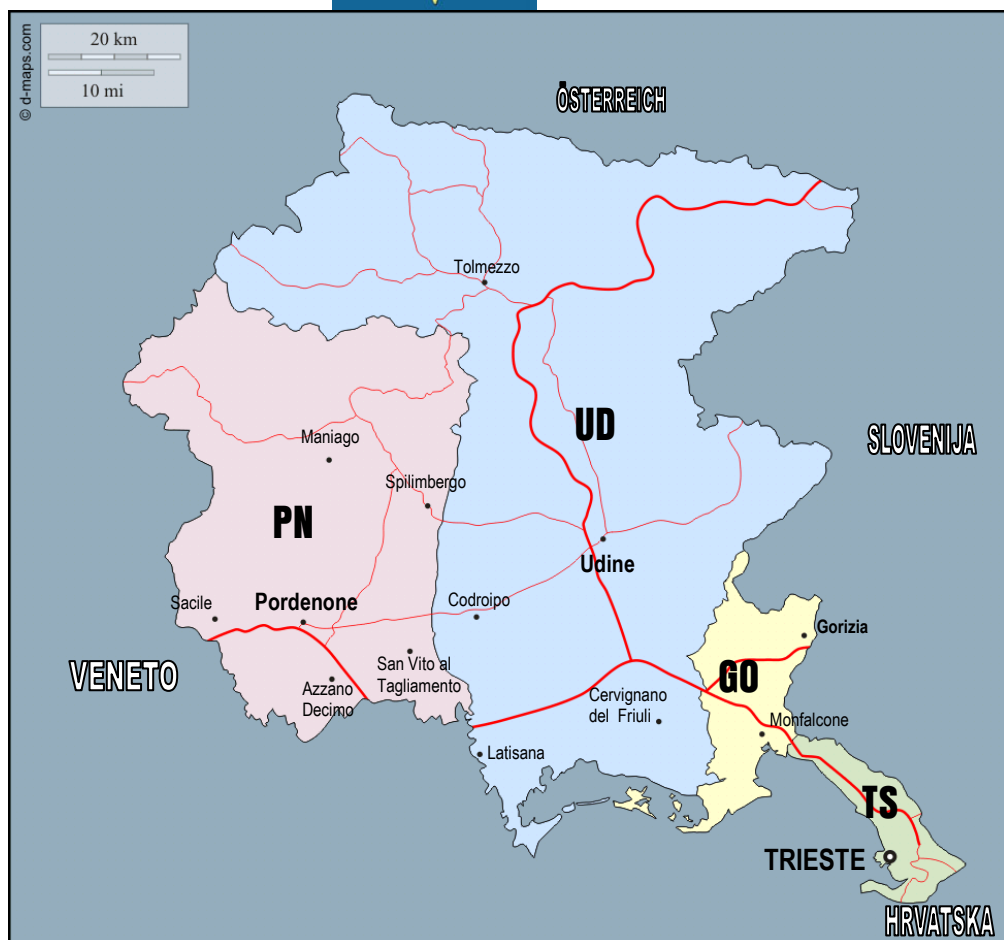 © d-maps.com
20 km
10 mi
ÖSTERREICH
Tolmezzo
UD
SLOVENIJA
Maniago
Spilimbergo
PN
Udine
Sacile
Pordenone
Codroipo
Gorizia
VENETO
San Vito al
Tagliamento
GO
Azzano
Decimo
Cervignano
del Friuli
Monfalcone
Latisana
TS
TRIESTE
HRVATSKA